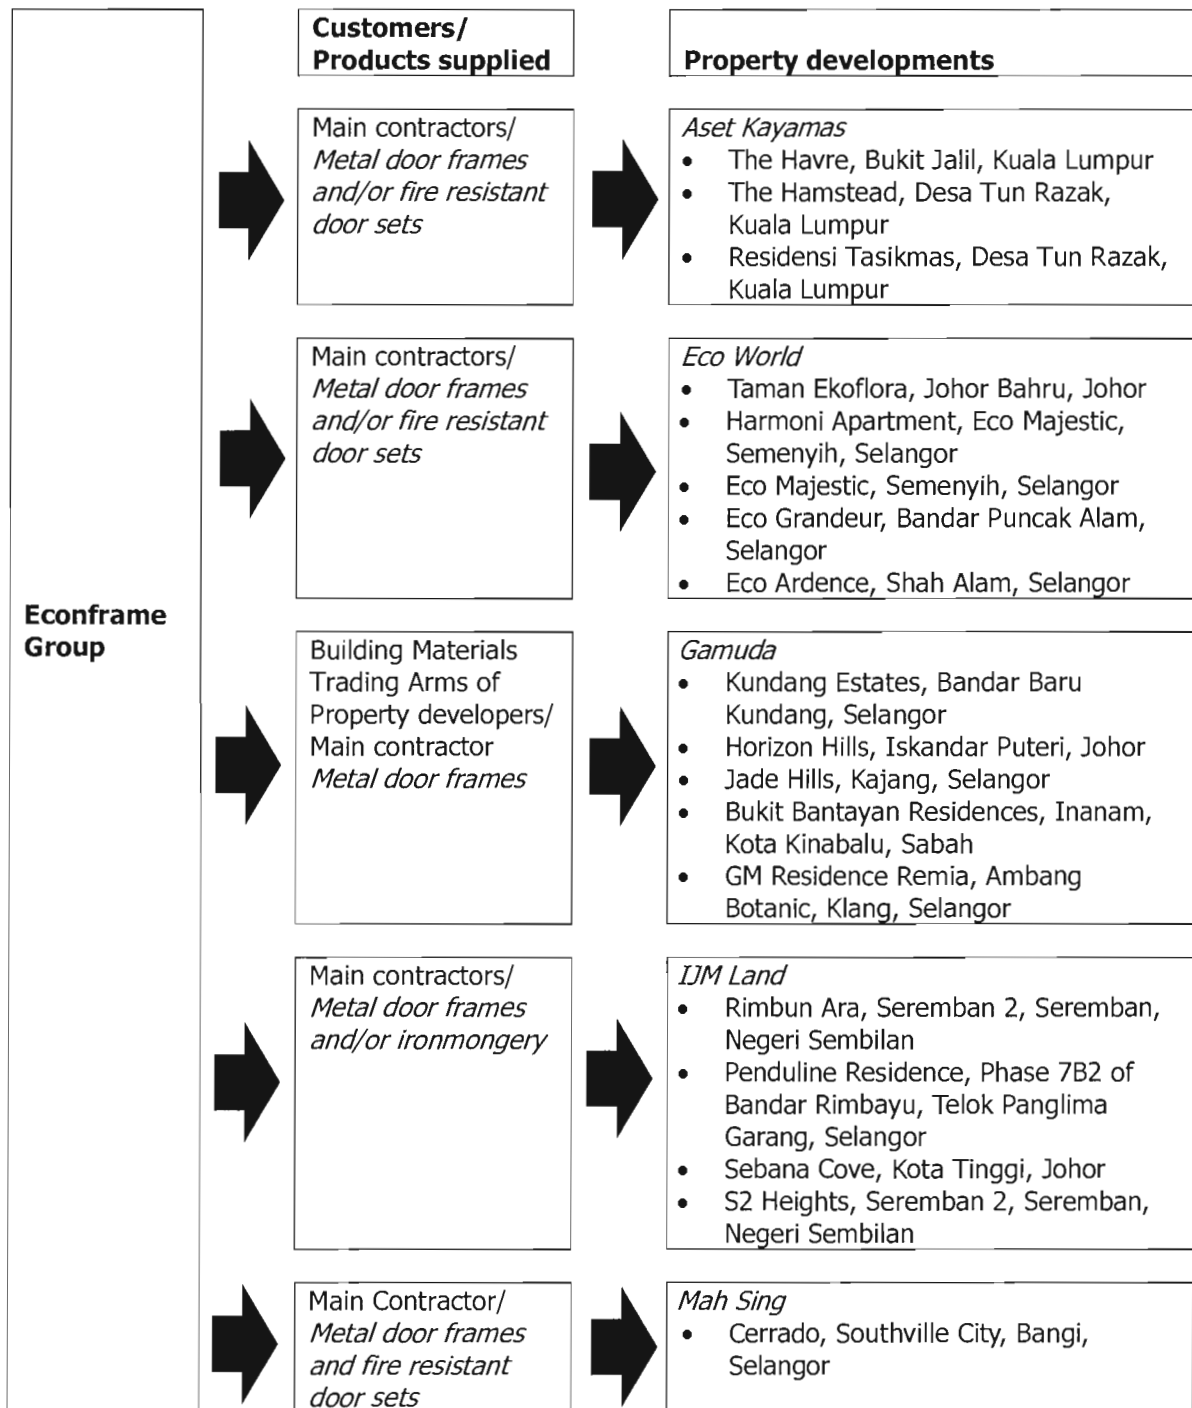 Customers/
Products supplied
Property developments
Econframe
Group
Main contractors/
Metal door frames
and/or fire resistant
door sets
Aset Kayamas
• The Havre, Bukit Jalil, Kuala Lumpur
• The Hamstead, Desa Tun Razak,
Kuala Lumpur
• Residensi Tasikmas, Desa Tun Razak,
Kuala Lumpur
Main contractors/
Metal door frames
and/or fire resistant
door sets
Eco World
• Taman Ekoflora, Johor Bahru, Johor
• Harmoni Apartment, Eco Majestic,
Semenyih, Selangor
• Eco Majestic, Semenyih, Selangor
• Eco Grandeur, Bandar Puncak Alam,
Selangor
• Eco Ardence, Shah Alam, Selangor
Building Materials
Trading Arms of
Property developers/
Main contractor
Metal door frames
Gamuda
• Kundang Estates, Bandar Baru
Kundang, Selangor
• Horizon Hills, Iskandar Puteri, Johor
• Jade Hills, Kajang, Selangor
• Bukit Bantayan Residences, Inanam,
Kota Kinabalu, Sabah
• GM Residence Remia, Ambang
Botanic, Klang, Selangor
Main contractors/
Metal door frames
and/or ironmongery
IJM Land
• Rimbun Ara, Seremban 2, Seremban,
Negeri Sembilan
• Penduline Residence, Phase 7B2 of
Bandar Rimbayu, Telok Panglima
Garang, Selangor
• Sebana Cove, Kota Tinggi, Johor
• S2 Heights, Seremban 2, Seremban,
Negeri Sembilan
Main Contractor/
Metal door frames
and fire resistant
door sets
Mah Sing
• Cerrado, Southville City, Bangi,
Selangor